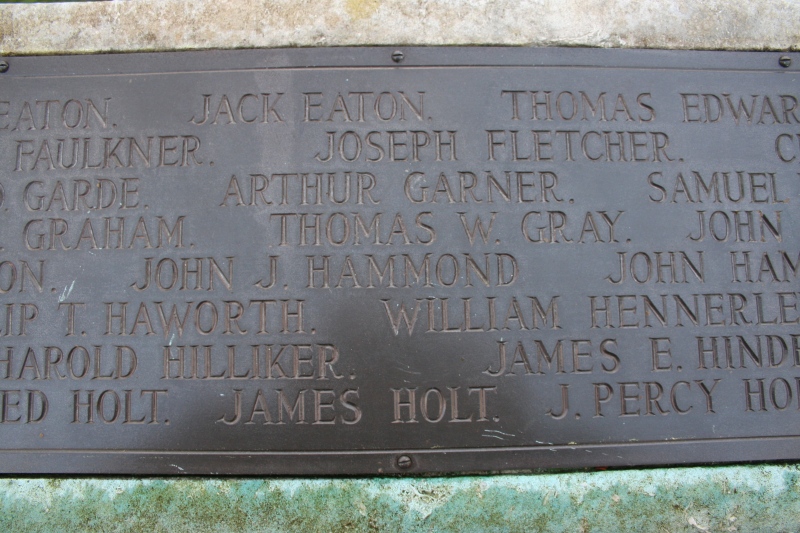 EATON. JACK EATON. THOMAS EDWAR
FAULKNER. JOSEPH FLETCHER. C
GARDE. ARTHUR GARNER. SAMUEL
GRAHAM. THOMAS W. GRAY. JOHN
ON. JOHN J. HAMMOND JOHN HAM
IP T. HAWORTH. WILLIAM HENNERLE
HAROLD HILLIKER. JAMES E. HINDE
ED HOLT. JAMES HOLT. J. PERCY HO